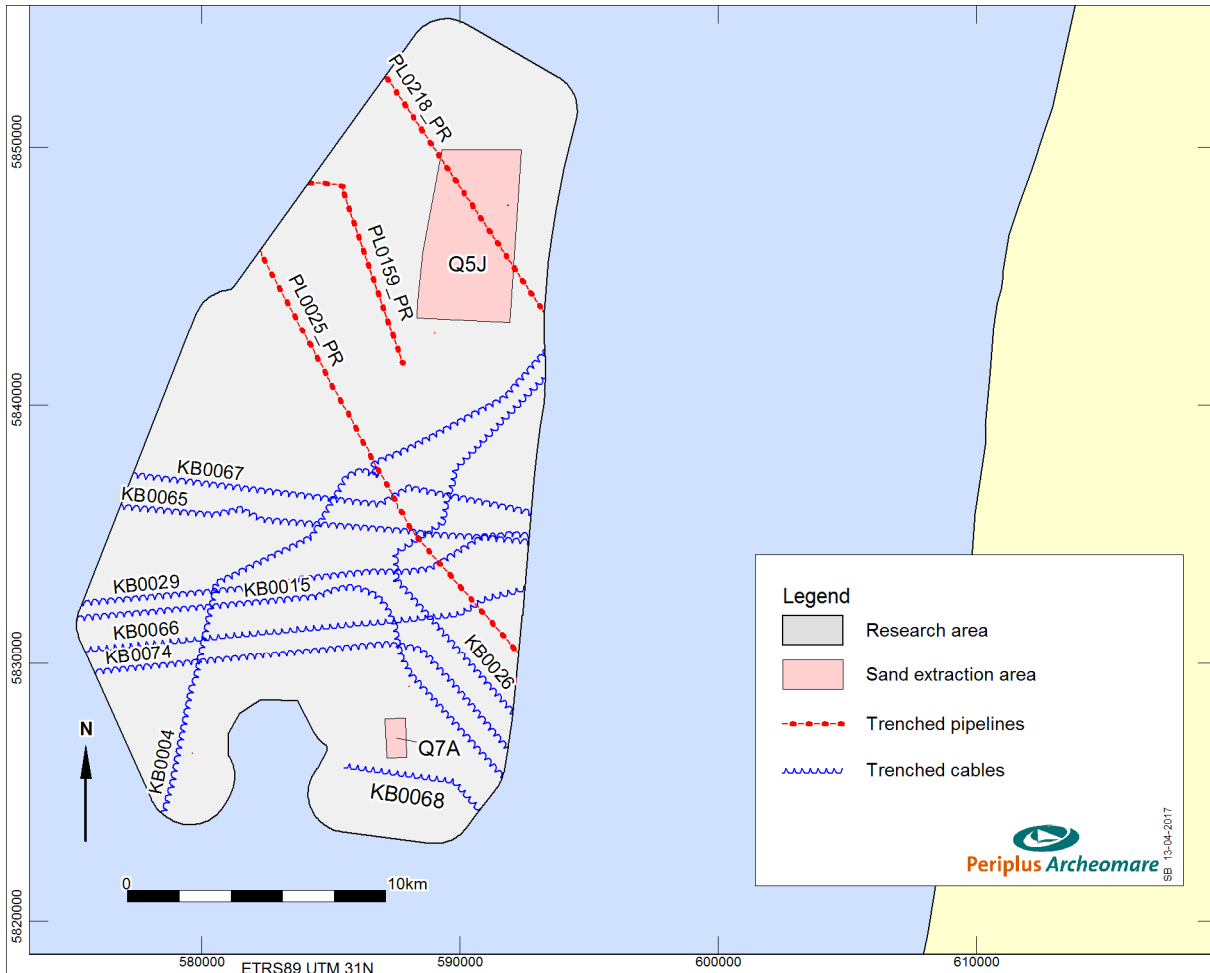 PL0218_PR
5850000
PL0159_PR
Q5J
PL0025_PR
5840000
KB0067
KB0065
KB0029
KB0015
KB0066
KB0074
KB0026
5830000
N
KB0004
Q7A
KB0068
0
10km
5820000
580000
590000
600000
610000
ETRS89 UTM 31N
Legend
Research area
Sand extraction area
Trenched pipelines
Trenched cables
Periplus Archeomare
SB 13-04-2017